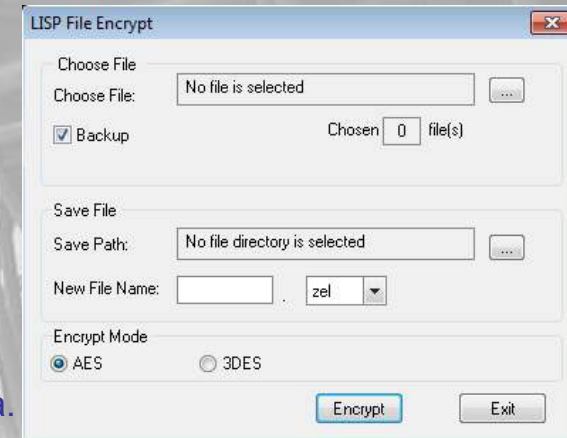 LISP File Encrypt
Choose File
Choose File: No file is selected ...
Backup Chosen 0 file(s)
Save File
Save Path: No file directory is selected ...
New File Name: . zel
Encrypt Mode
AES 3DES
a.
Encrypt Exit